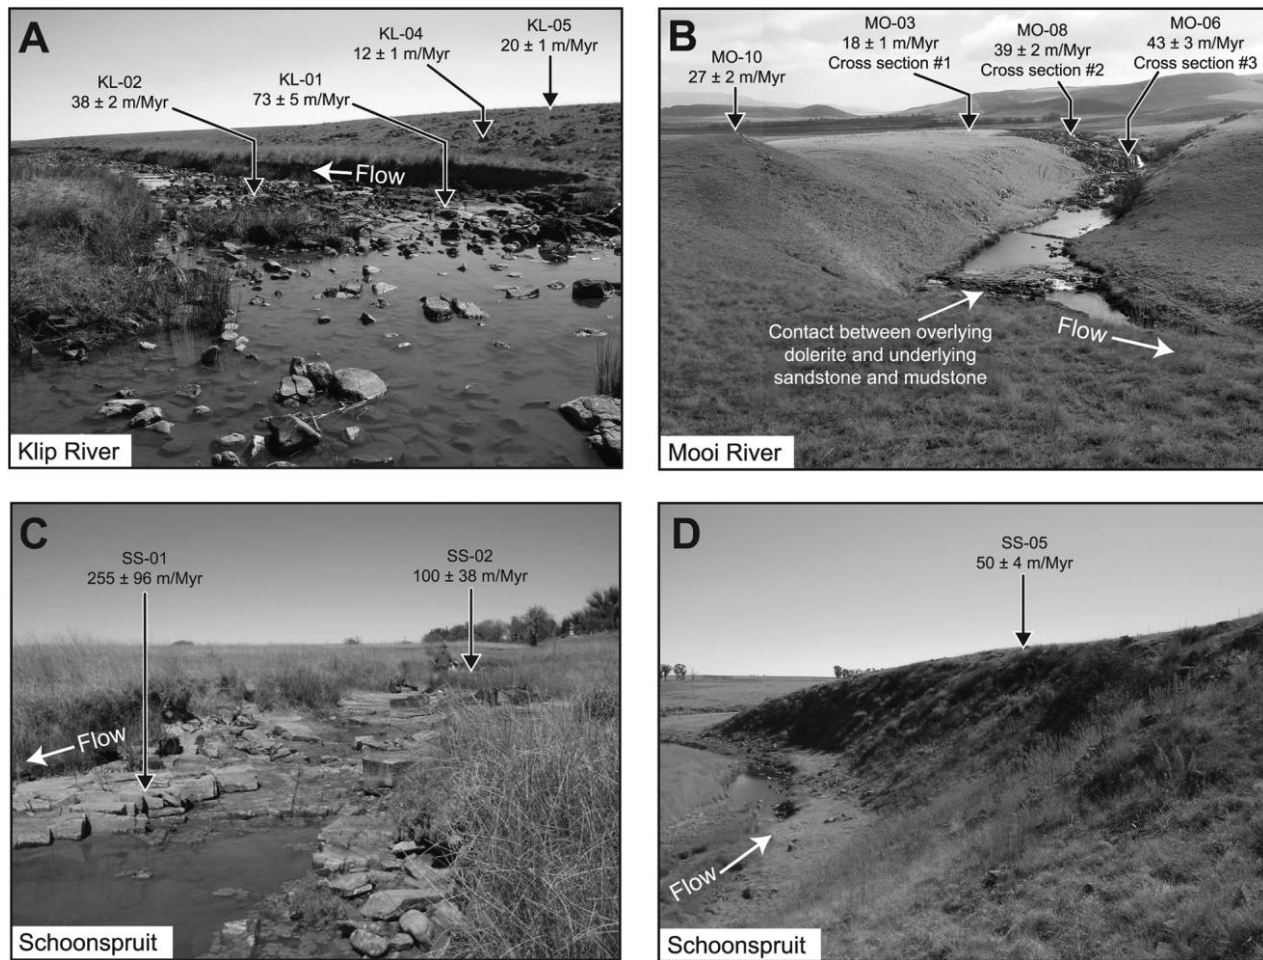 A
KL-05
20 ± 1 m/Myr
KL-04
12 ± 1 m/Myr
KL-02
38 ± 2 m/Myr
KL-01
73 ± 5 m/Myr
Flow
Klip River
B
MO-10
27 ± 2 m/Myr
MO-03
18 ± 1 m/Myr
Cross section #1
MO-08
39 ± 2 m/Myr
Cross section #2
MO-06
43 ± 3 m/Myr
Cross section #3
Contact between overlying
dolerite and underlying
sandstone and mudstone
Flow
Mooi River
C
SS-01
255 ± 96 m/Myr
SS-02
100 ± 38 m/Myr
Flow
Schoonspruit
D
SS-05
50 ± 4 m/Myr
Flow
Schoonspruit